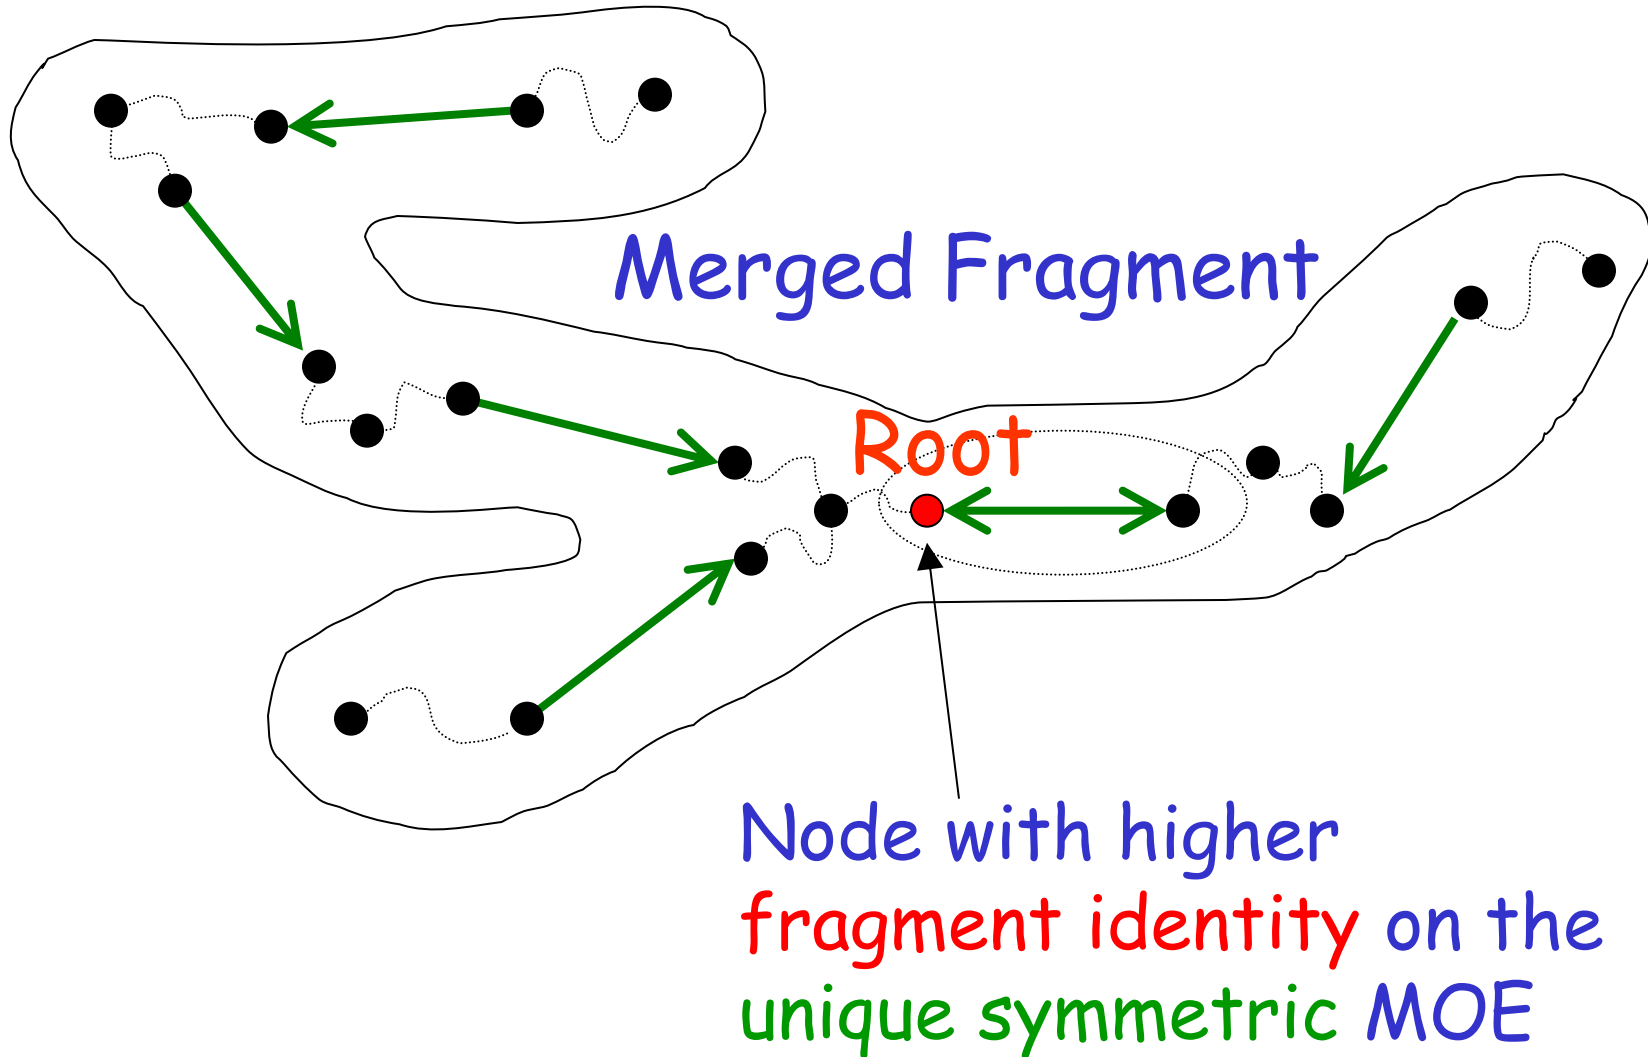 Merged Fragment
Root
Node with higher
fragment identity on the
unique symmetric MOE